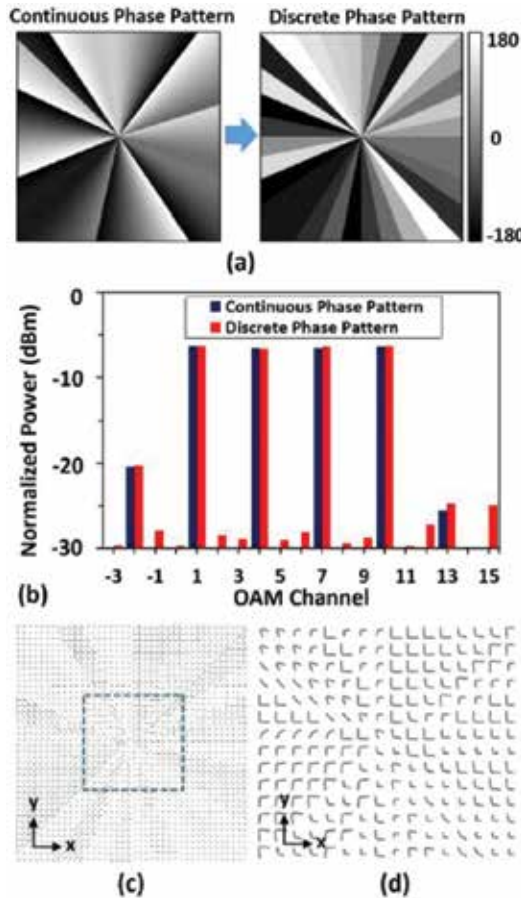 Continuous Phase Pattern
Discrete Phase Pattern
180
0
-180
(a)
0
-10
-20
-30
Normalized Power (dBm)
Continuous Phase Pattern
Discrete Phase Pattern
-3 -1 1 3 5 7 9 11 13 15
OAM Channel
(b)
y
x
y
x
(c)
(d)